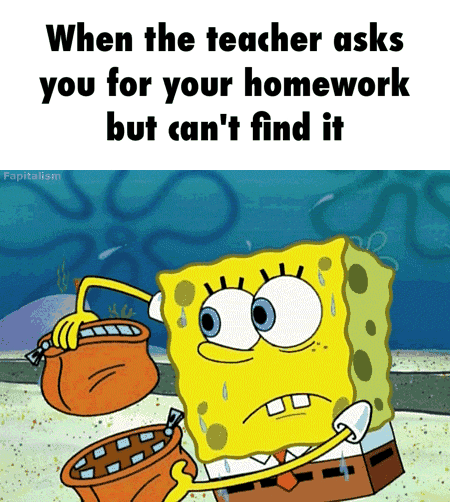 When the teacher asks
you for your homework
but can't find it
Fapitalism